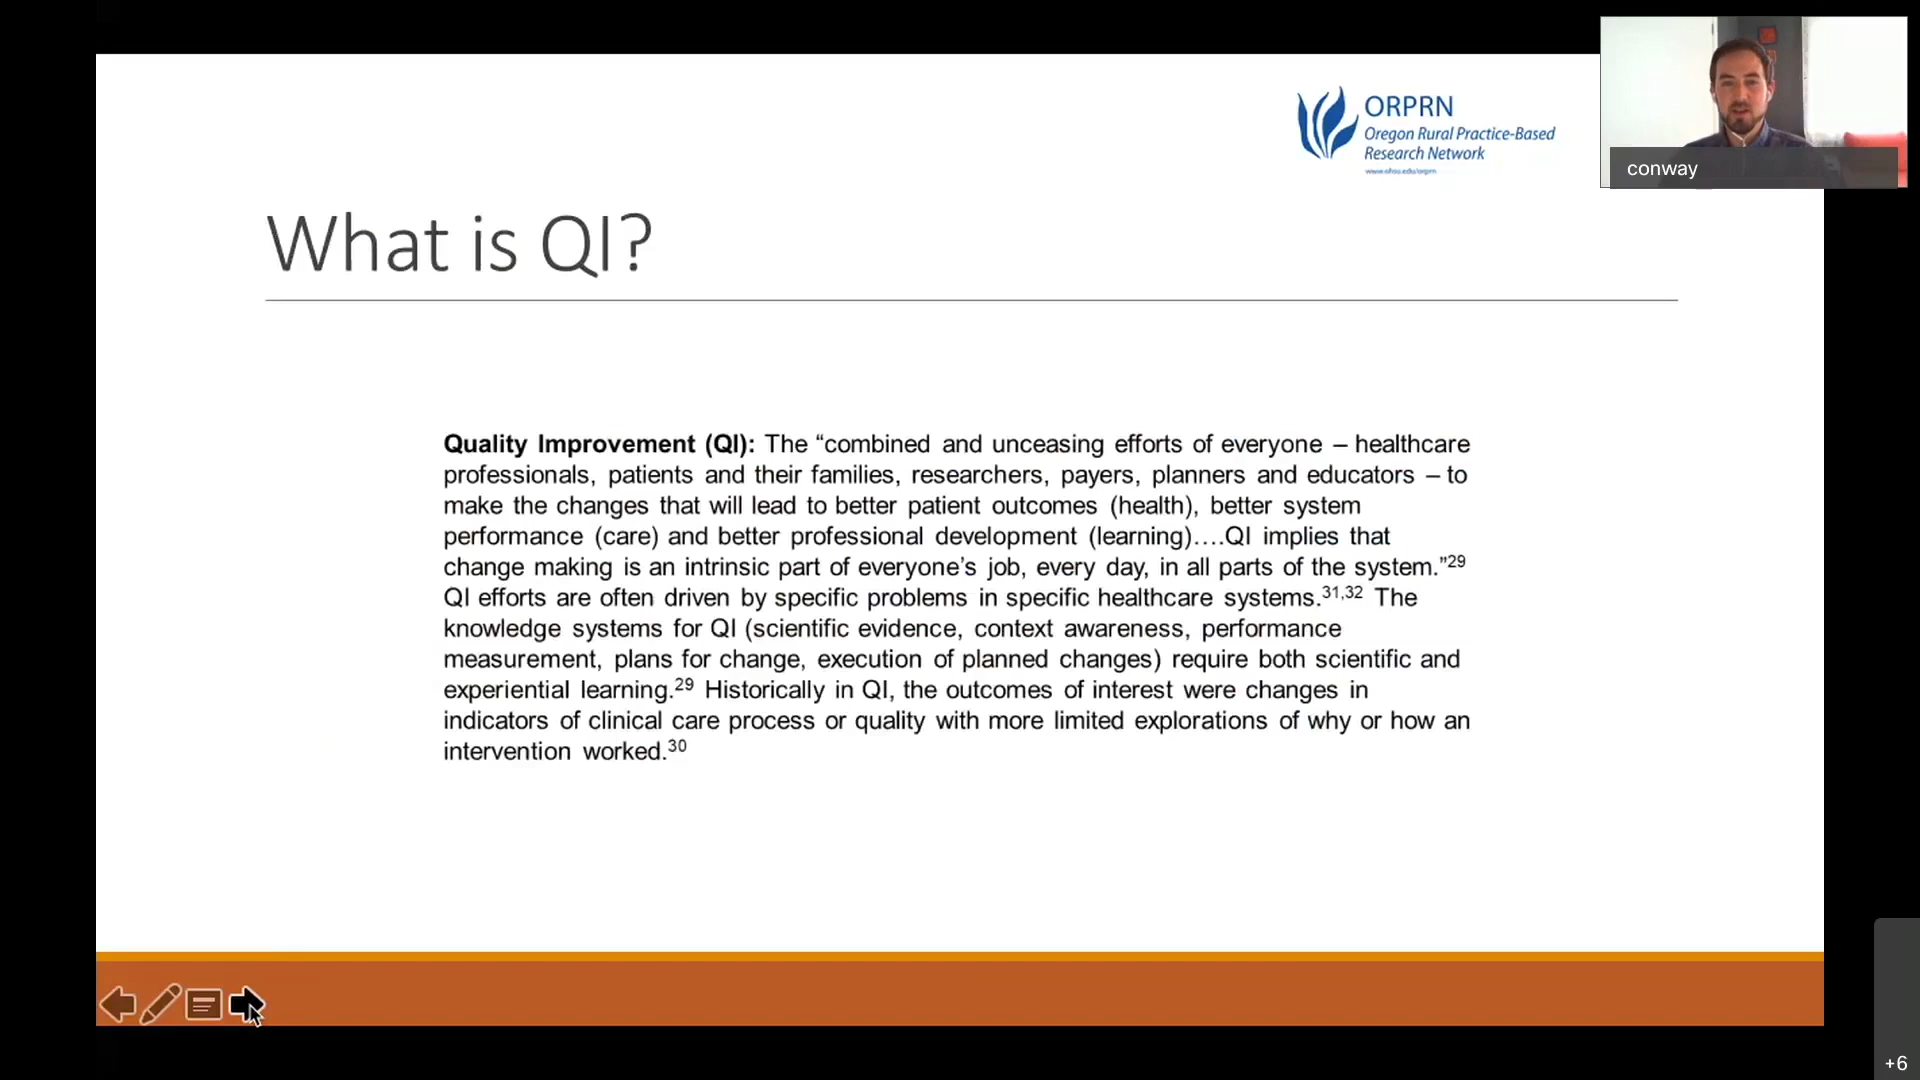 ORPRN
Oregon Rural Practice-Based
Research Network
www.ohsu.edu/orprn
conway
What is QI?
Quality Improvement (QI): The “combined and unceasing efforts of everyone – healthcare
professionals, patients and their families, researchers, payers, planners and educators – to
make the changes that will lead to better patient outcomes (health), better system
performance (care) and better professional development (learning)….QI implies that
change making is an intrinsic part of everyone’s job, every day, in all parts of the system.”29
QI efforts are often driven by specific problems in specific healthcare systems.31,32 The
knowledge systems for QI (scientific evidence, context awareness, performance
measurement, plans for change, execution of planned changes) require both scientific and
experiential learning.29 Historically in QI, the outcomes of interest were changes in
indicators of clinical care process or quality with more limited explorations of why or how an
intervention worked.30
+6